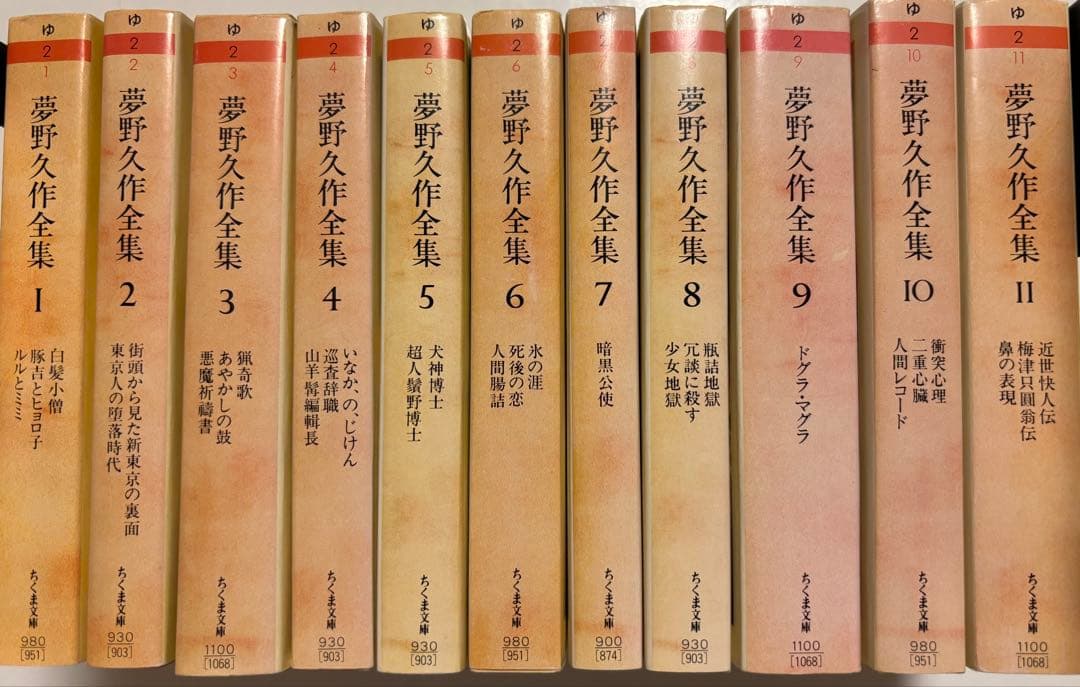 ゆ
2
1
夢野久作全集
1
白髪小僧
豚吉とヒョロ子
ルルとミミ
ちくま文庫
980
[951]
ゆ
2
2
夢野久作全集
2
街頭から見た新東京の裏面
東京人の堕落時代
ちくま文庫
930
[903]
ゆ
2
3
夢野久作全集
3
猟奇歌
あやかしの鼓
悪魔祈禱書
ちくま文庫
1100
[1068]
ゆ
2
4
夢野久作全集
4
いなか、の、じけん
巡査辞職
山羊髯編輯長
ちくま文庫
930
[903]
ゆ
2
5
夢野久作全集
5
犬神博士
超人鬚野博士
ちくま文庫
930
[903]
ゆ
2
6
夢野久作全集
6
氷の涯
死後の恋
人間腸詰
ちくま文庫
980
[951]
ゆ
2
夢野久作全集
7
暗黒公使
ちくま文庫
900
[874]
ゆ
2
8
夢野久作全集
8
瓶詰地獄
冗談に殺す
少女地獄
ちくま文庫
930
[903]
ゆ
2
9
夢野久作全集
9
ドグラ・マグラ
ちくま文庫
1100
[1068]
ゆ
2
10
夢野久作全集
10
衝突心理
二重心臓
人間レコード
ちくま文庫
980
[951]
ゆ
2
11
夢野久作全集
11
近世快人伝
梅津只圓翁伝
鼻の表現
ちくま文庫
1100
[1068]